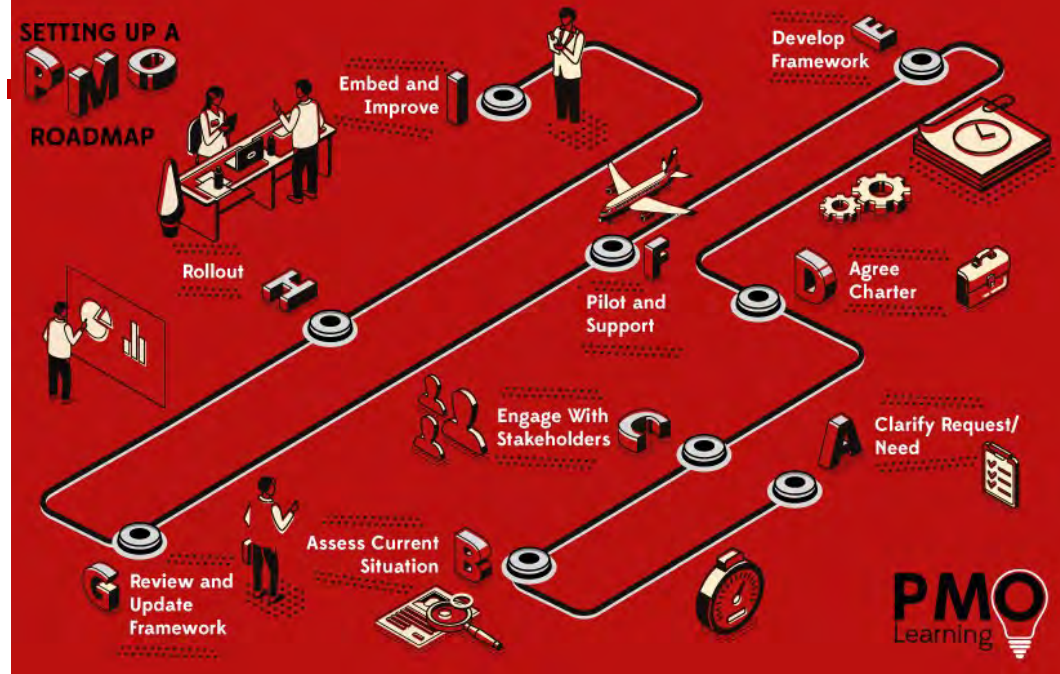 SETTING UP A
PMO
ROADMAP
Embed and
Improve
I
Develop
Framework
E
Rollout
H
F
Pilot and
Support
D
Agree
Charter
Engage With
Stakeholders
C
A
Clarify Request/
Need
Assess Current
Situation
B
G
Review and
Update
Framework
PMO
Learning